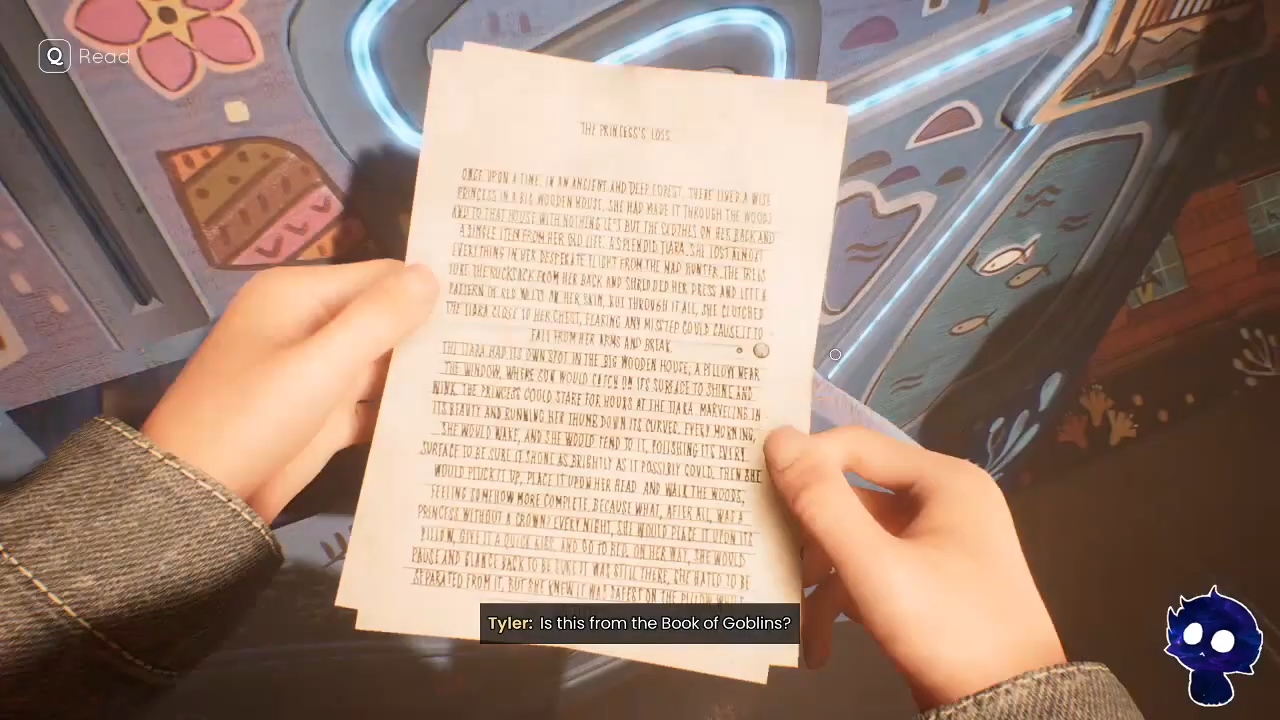 Q Read
THE PRINCESS'S LOSS
ONCE UPON A TIME, IN AN ANCIENT AND DEEP FOREST, THERE LIVED A WISE
PRINCESS IN A BIG WOODEN HOUSE. SHE HAD MADE IT THROUGH THE WOODS
AND TO THAT HOUSE WITH NOTHING LEFT BUT THE CLOTHES ON HER BACK AND
A SINGLE ITEM FROM HER OLD LIFE, A SPLENDID TIARA. SHE LOST ALMOST
EVERYTHING IN HER DESPERATE FLIGHT FROM THE MAD HUNTER. THE TREES
TORE THE RUCKSACK FROM HER BACK AND SHREDDED HER DRESS AND LEFT A
PATTERN OF RED WELTS ON HER SKIN, BUT THROUGH IT ALL, SHE CLUTCHED
THE TIARA CLOSE TO HER CHEST, FEARING ANY MISSTEP COULD CAUSE IT TO
FALL FROM HER ARMS AND BREAK.
THE TIARA HAD ITS OWN SPOT IN THE BIG WOODEN HOUSE, A PILLOW NEAR
THE WINDOW, WHERE SUN WOULD CATCH ON ITS SURFACE TO SHINE AND
WINK. THE PRINCESS COULD STARE FOR HOURS AT THE TIARA, MARVELING IN
ITS BEAUTY AND RUNNING HER THUMB DOWN ITS CURVES. EVERY MORNING,
SHE WOULD WAKE, AND SHE WOULD TEND TO IT, POLISHING ITS EVERY
SURFACE TO BE SURE IT SHONE AS BRIGHTLY AS IT POSSIBLY COULD. THEN SHE
WOULD PLUCK IT UP, PLACE IT UPON HER HEAD, AND WALK THE WOODS,
FEELING SOMEHOW MORE COMPLETE, BECAUSE WHAT, AFTER ALL, WAS A
PRINCESS WITHOUT A CROWN? EVERY NIGHT, SHE WOULD PLACE IT UPON ITS
PILLOW, GIVE IT A QUICK KISS, AND GO TO BED. ON HER WAY, SHE WOULD
PAUSE AND GLANCE BACK TO BE SURE IT WAS STILL THERE. SHE HATED TO BE
SEPARATED FROM IT, BUT SHE KNEW IT WAS SAFEST ON THE PILLOW
Tyler: Is this from the Book of Goblins?